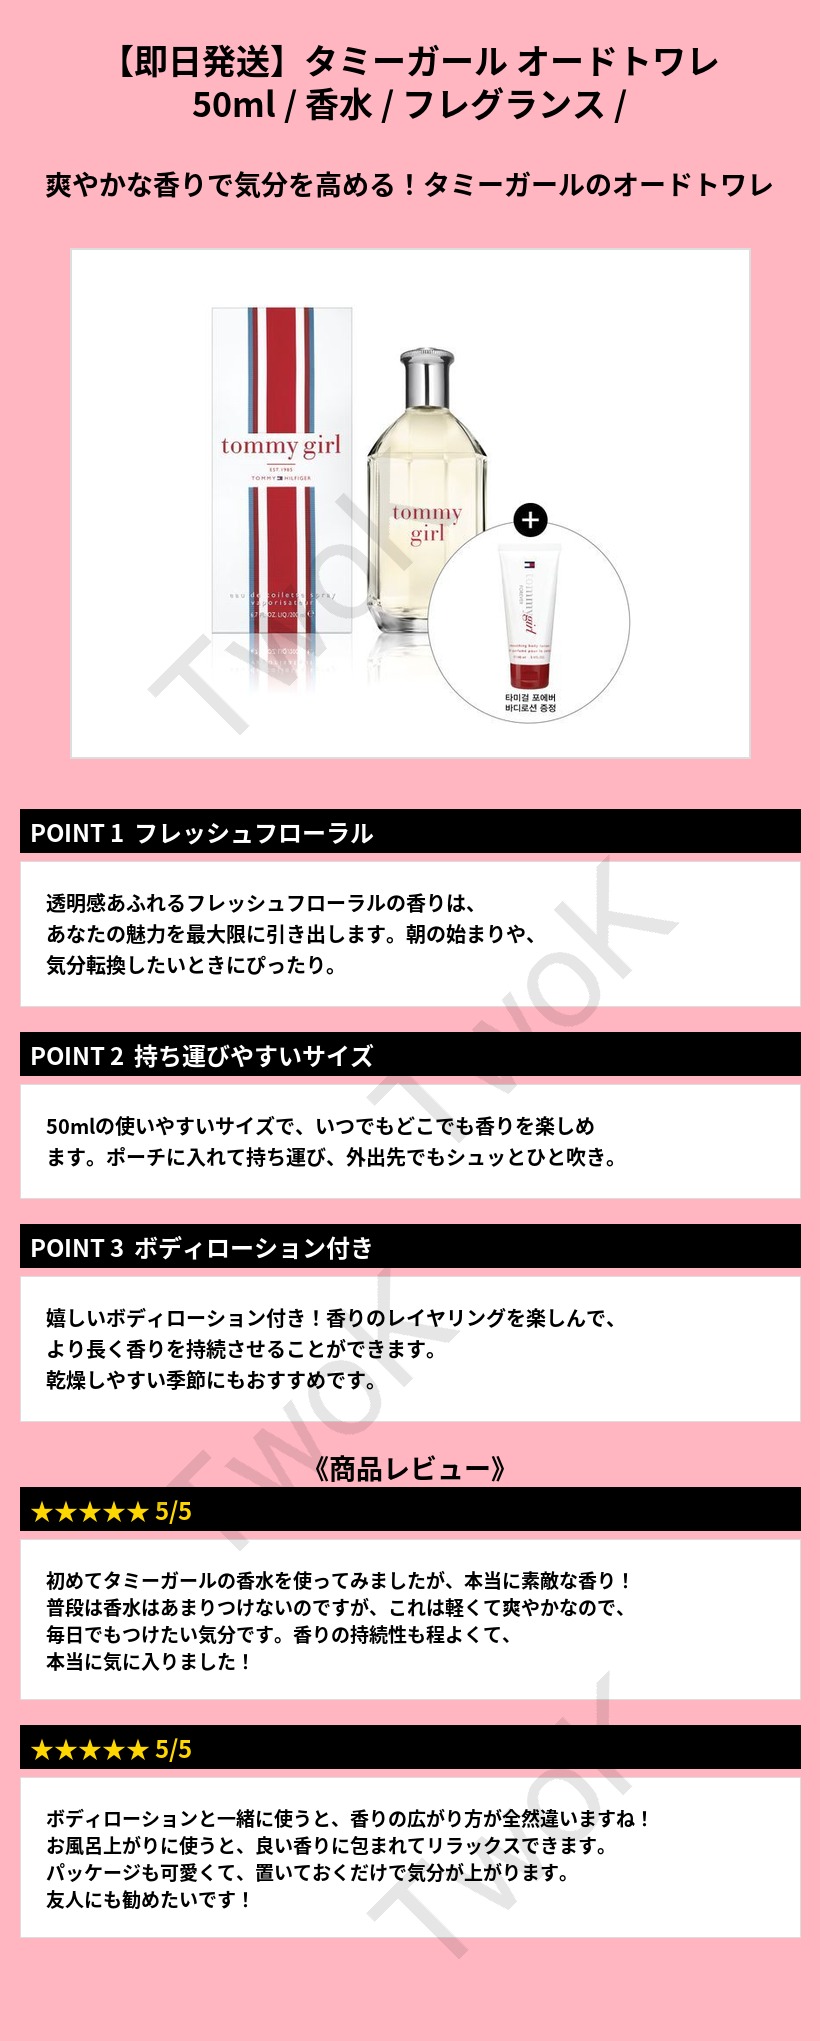 【即日発送】タミーガール オードトワレ
50ml / 香水 / フレグランス /
爽やかな香りで気分を高める！タミーガールのオードトワレ
tommy girl
EST 1985
TOMMY HILFIGER
eau de toilette spray
vaporisateur
tommy
girl
+
tommy girl
타미걸 포에버
바디로션 증정
TwoK
POINT 1 フレッシュフローラル
透明感あふれるフレッシュフローラルの香りは、
あなたの魅力を最大限に引き出します。朝の始まりや、
気分転換したいときにぴったり。
TwoK
POINT 2 持ち運びやすいサイズ
50mlの使いやすいサイズで、いつでもどこでも香りを楽しめ
ます。ポーチに入れて持ち運び、外出先でもシュッとひと吹き。
POINT 3 ボディローション付き
嬉しいボディローション付き！香りのレイヤリングを楽しんで、
より長く香りを持続させることができます。
乾燥しやすい季節にもおすすめです。
TwoK
《商品レビュー》
★★★★★ 5/5
初めてタミーガールの香水を使ってみましたが、本当に素敵な香り！
普段は香水はあまりつけないのですが、これは軽くて爽やかなので、
毎日でもつけたい気分です。香りの持続性も程よくて、
本当に気に入りました！
★★★★★ 5/5
ボディローションと一緒に使うと、香りの広がり方が全然違いますね！
お風呂上がりに使うと、良い香りに包まれてリラックスできます。
パッケージも可愛くて、置いておくだけで気分が上がります。
友人にも勧めたいです！
TwoK